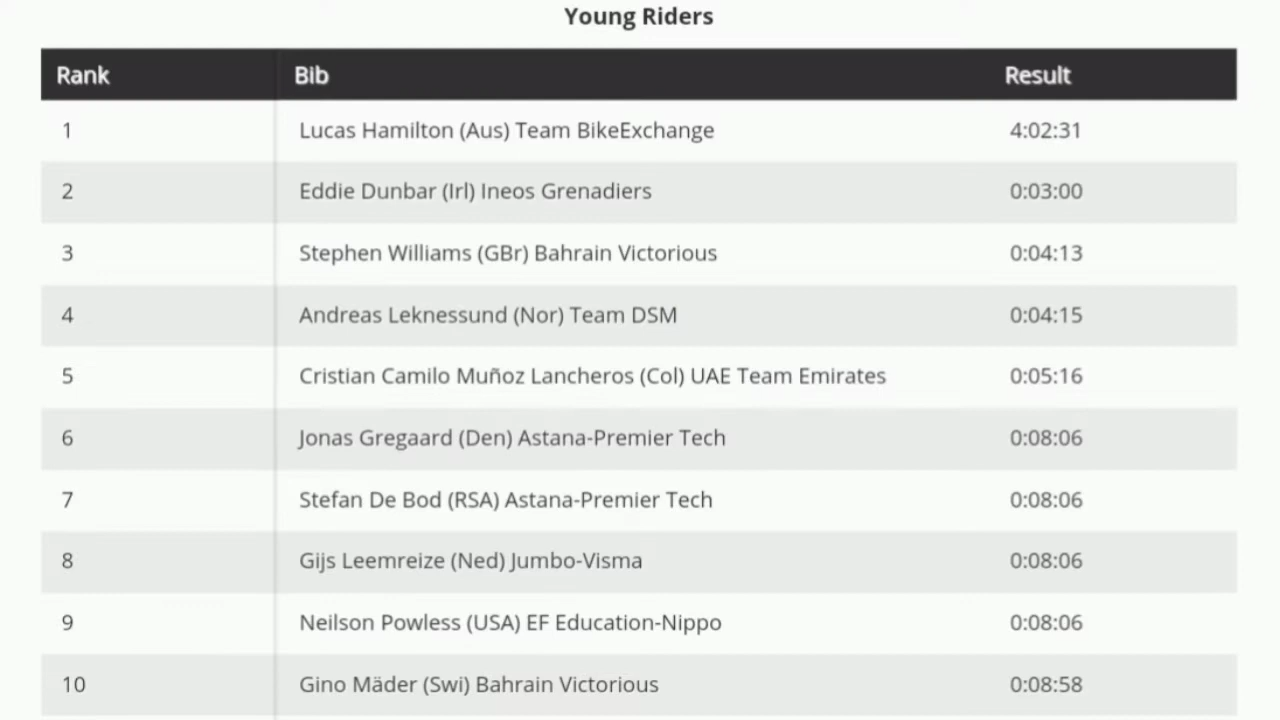 Young Riders
Rank Bib Result
1 Lucas Hamilton (Aus) Team BikeExchange 4:02:31
2 Eddie Dunbar (Irl) Ineos Grenadiers 0:03:00
3 Stephen Williams (GBr) Bahrain Victorious 0:04:13
4 Andreas Leknessund (Nor) Team DSM 0:04:15
5 Cristian Camilo Muñoz Lancheros (Col) UAE Team Emirates 0:05:16
6 Jonas Gregaard (Den) Astana-Premier Tech 0:08:06
7 Stefan De Bod (RSA) Astana-Premier Tech 0:08:06
8 Gijs Leemreize (Ned) Jumbo-Visma 0:08:06
9 Neilson Powless (USA) EF Education-Nippo 0:08:06
10 Gino Mäder (Swi) Bahrain Victorious 0:08:58